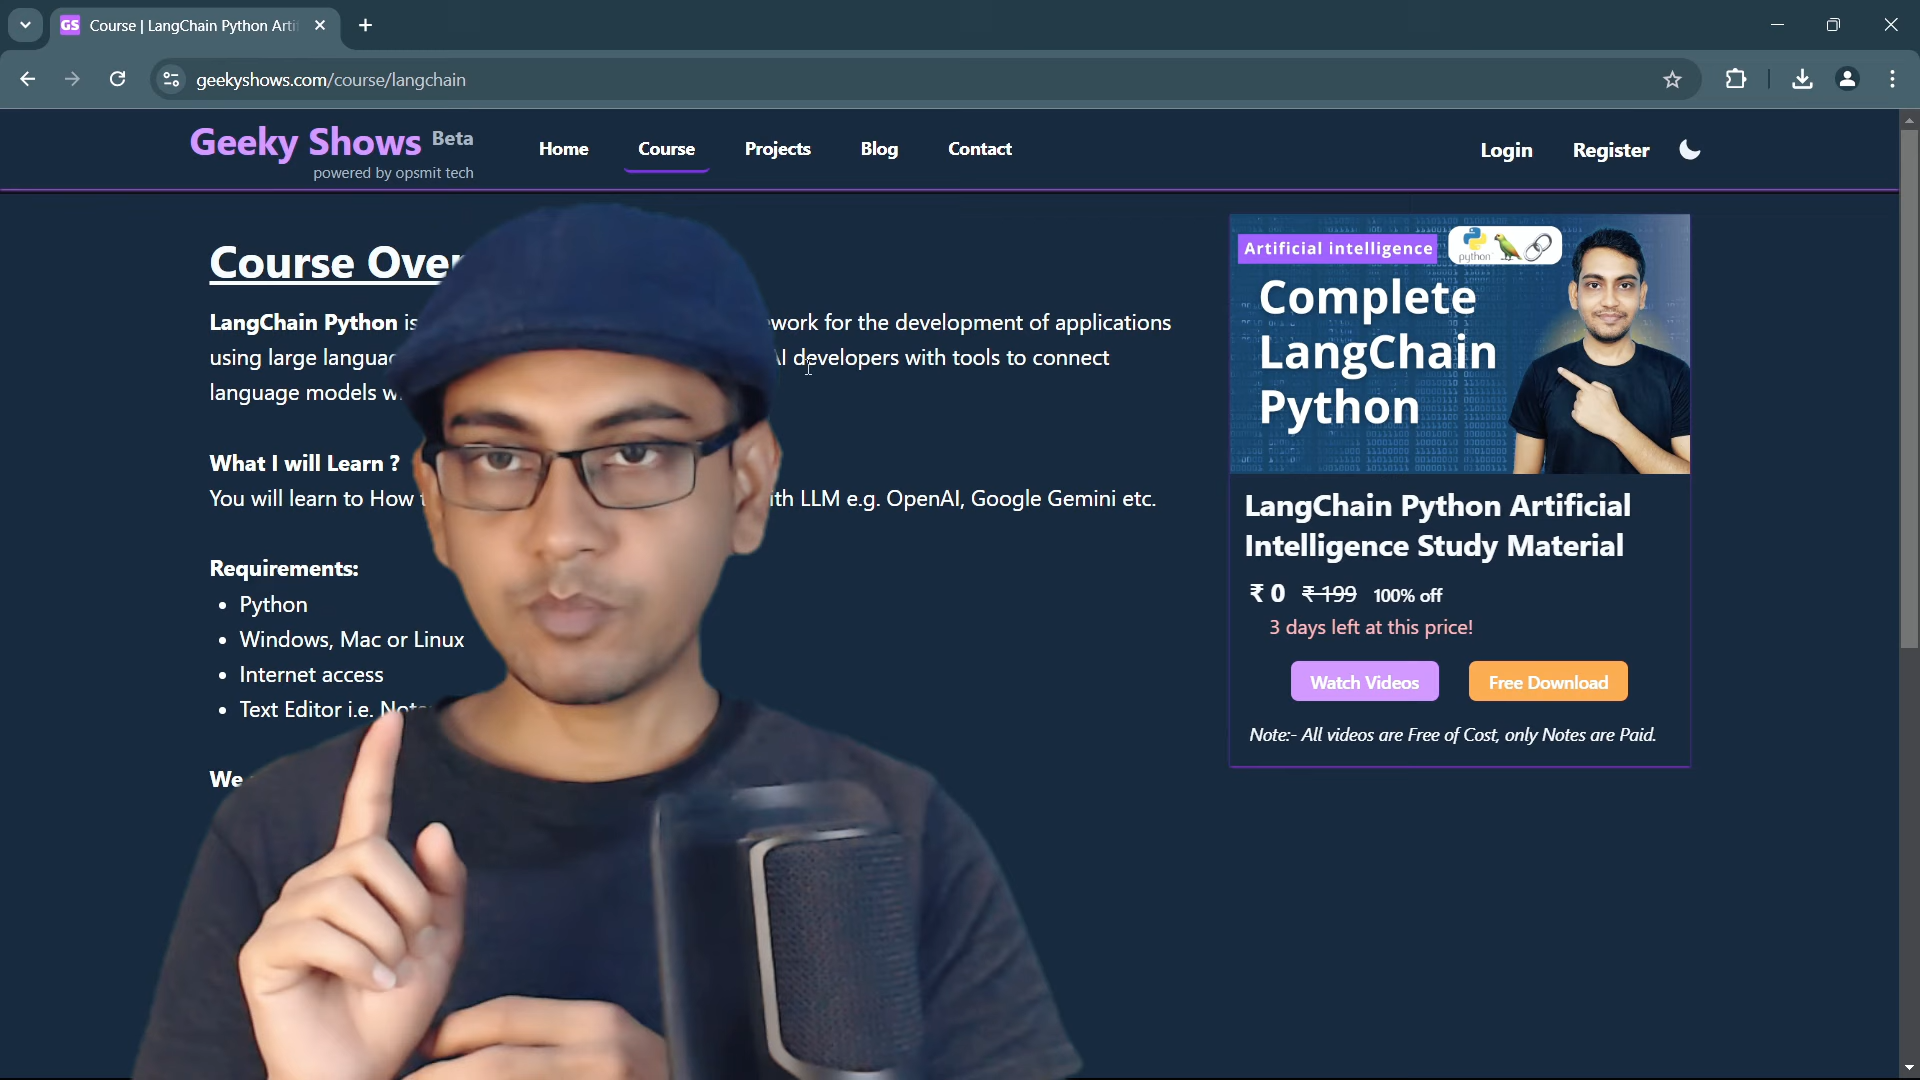 GS Course | LangChain Python Arti
geekyshows.com/course/langchain
Geeky Shows Beta
powered by opsmit tech
Home Course Projects Blog Contact
Login Register
Course Over
LangChain Python is work for the development of applications
using large languag AI developers with tools to connect
language models w
What I will Learn ?
You will learn to How th LLM e.g. OpenAI, Google Gemini etc.
Requirements:
Python
Windows, Mac or Linux
Internet access
Text Editor i.e. Note
We
Artificial intelligence
python
Complete
LangChain
Python
LangChain Python Artificial
Intelligence Study Material
₹ 0 ₹ 199 100% off
3 days left at this price!
Watch Videos Free Download
Note:- All videos are Free of Cost, only Notes are Paid.